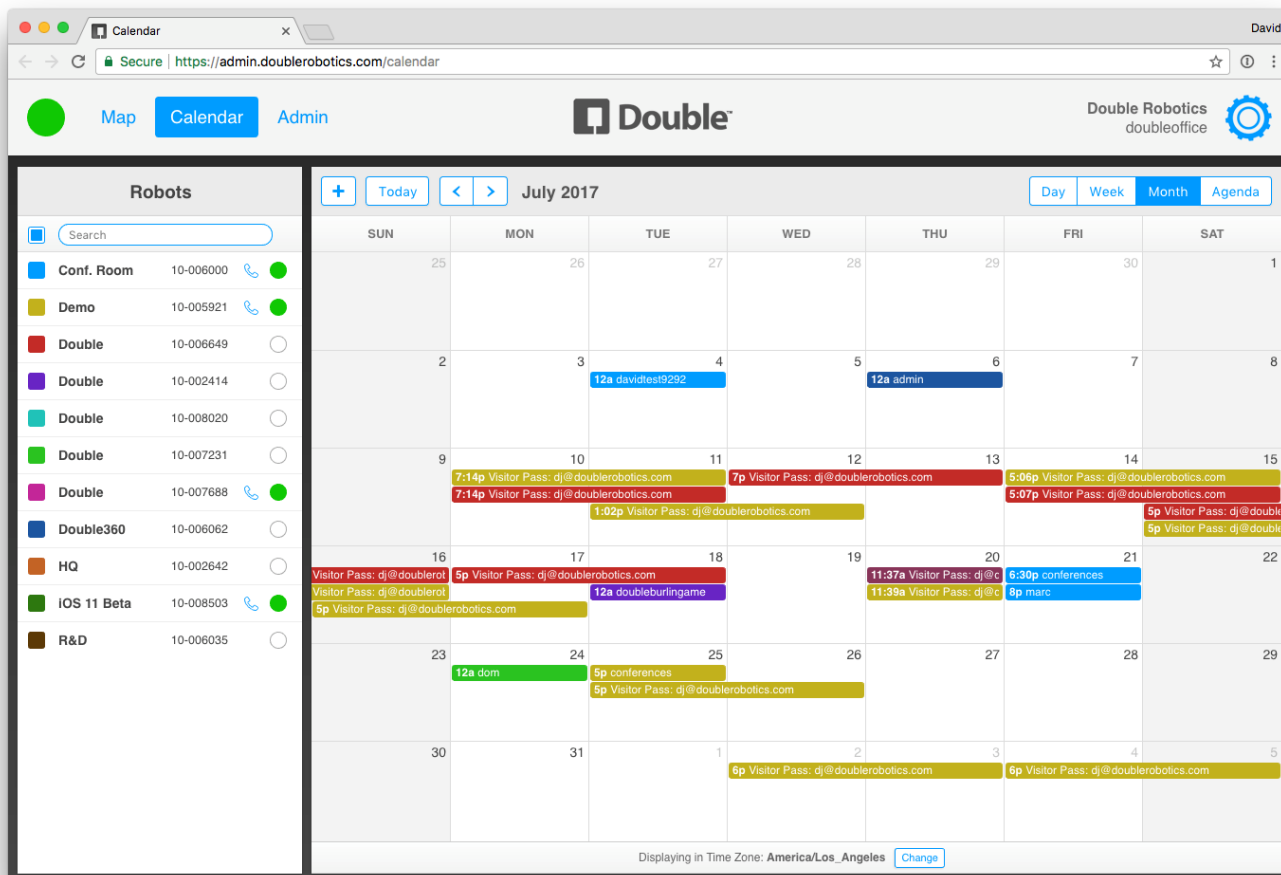 Calendar
David
Secure https://admin.doublerobotics.com/calendar
Map Calendar Admin
Double™
Double Robotics
doubleoffice
Robots
Search
Conf. Room 10-006000
Demo 10-005921
Double 10-006649
Double 10-002414
Double 10-008020
Double 10-007231
Double 10-007688
Double360 10-006062
HQ 10-002642
iOS 11 Beta 10-008503
R&D 10-006035
+ Today < > July 2017
Day Week Month Agenda
SUN MON TUE WED THU FRI SAT
25 26 27 28 29 30 1
2 3 4 5 6 7 8
12a davidtest9292 12a admin
9 10 11 12 13 14 15
7:14p Visitor Pass: dj@doublerobotics.com 7p Visitor Pass: dj@doublerobotics.com 5:06p Visitor Pass: dj@doublerobotics.com
7:14p Visitor Pass: dj@doublerobotics.com 5:07p Visitor Pass: dj@doublerobotics.com
1:02p Visitor Pass: dj@doublerobotics.com 5p Visitor Pass: dj@double
5p Visitor Pass: dj@double
16 17 18 19 20 21 22
Visitor Pass: dj@doublerot 5p Visitor Pass: dj@doublerobotics.com 11:37a Visitor Pass: dj@c 6:30p conferences
Visitor Pass: dj@doublerot 12a doubleburlingame 11:39a Visitor Pass: dj@c 8p marc
5p Visitor Pass: dj@doublerobotics.com
23 24 25 26 27 28 29
12a dom 5p conferences
5p Visitor Pass: dj@doublerobotics.com
30 31 1 2 3 4 5
6p Visitor Pass: dj@doublerobotics.com 6p Visitor Pass: dj@doublerobotics.com
Displaying in Time Zone: America/Los_Angeles Change